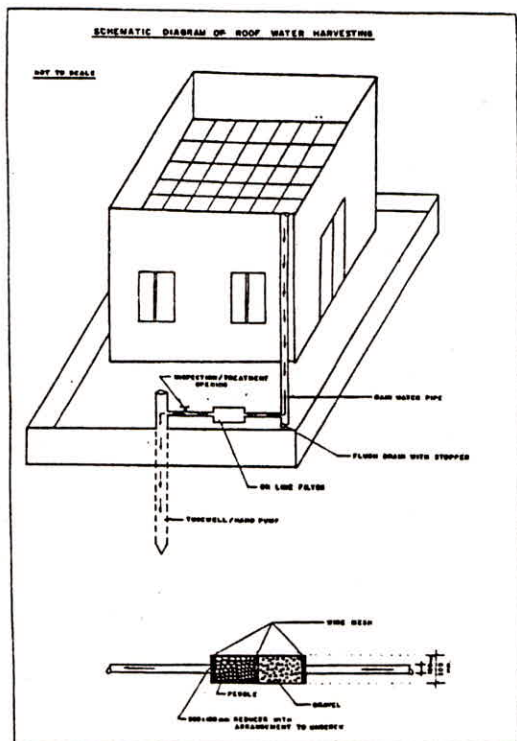 SCHEMATIC DIAGRAM OF ROOF WATER HARVESTING
NOT TO SCALE
INSPECTION/TREATMENT
OPENING
RAIN WATER PIPE
FLUSH DRAIN WITH STOPPER
ON LINE FILTER
TUBEWELL/HAND PUMP
WIRE MESH
PEBBLE
GRAVEL
REDUCER WITH
ARRANGEMENT TO UNSCREW